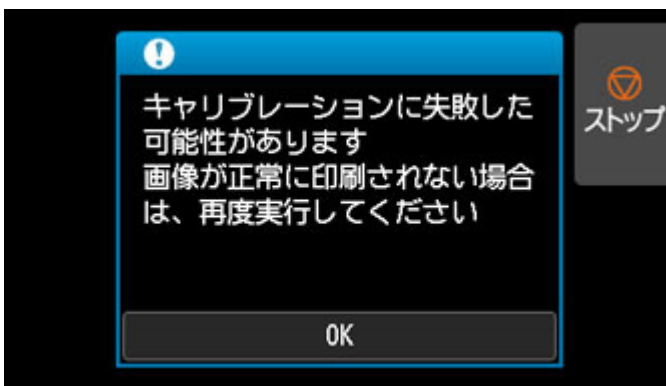 キャリブレーションに失敗した
可能性があります
画像が正常に印刷されない場合
は、再度実行してください
OK
ストップ